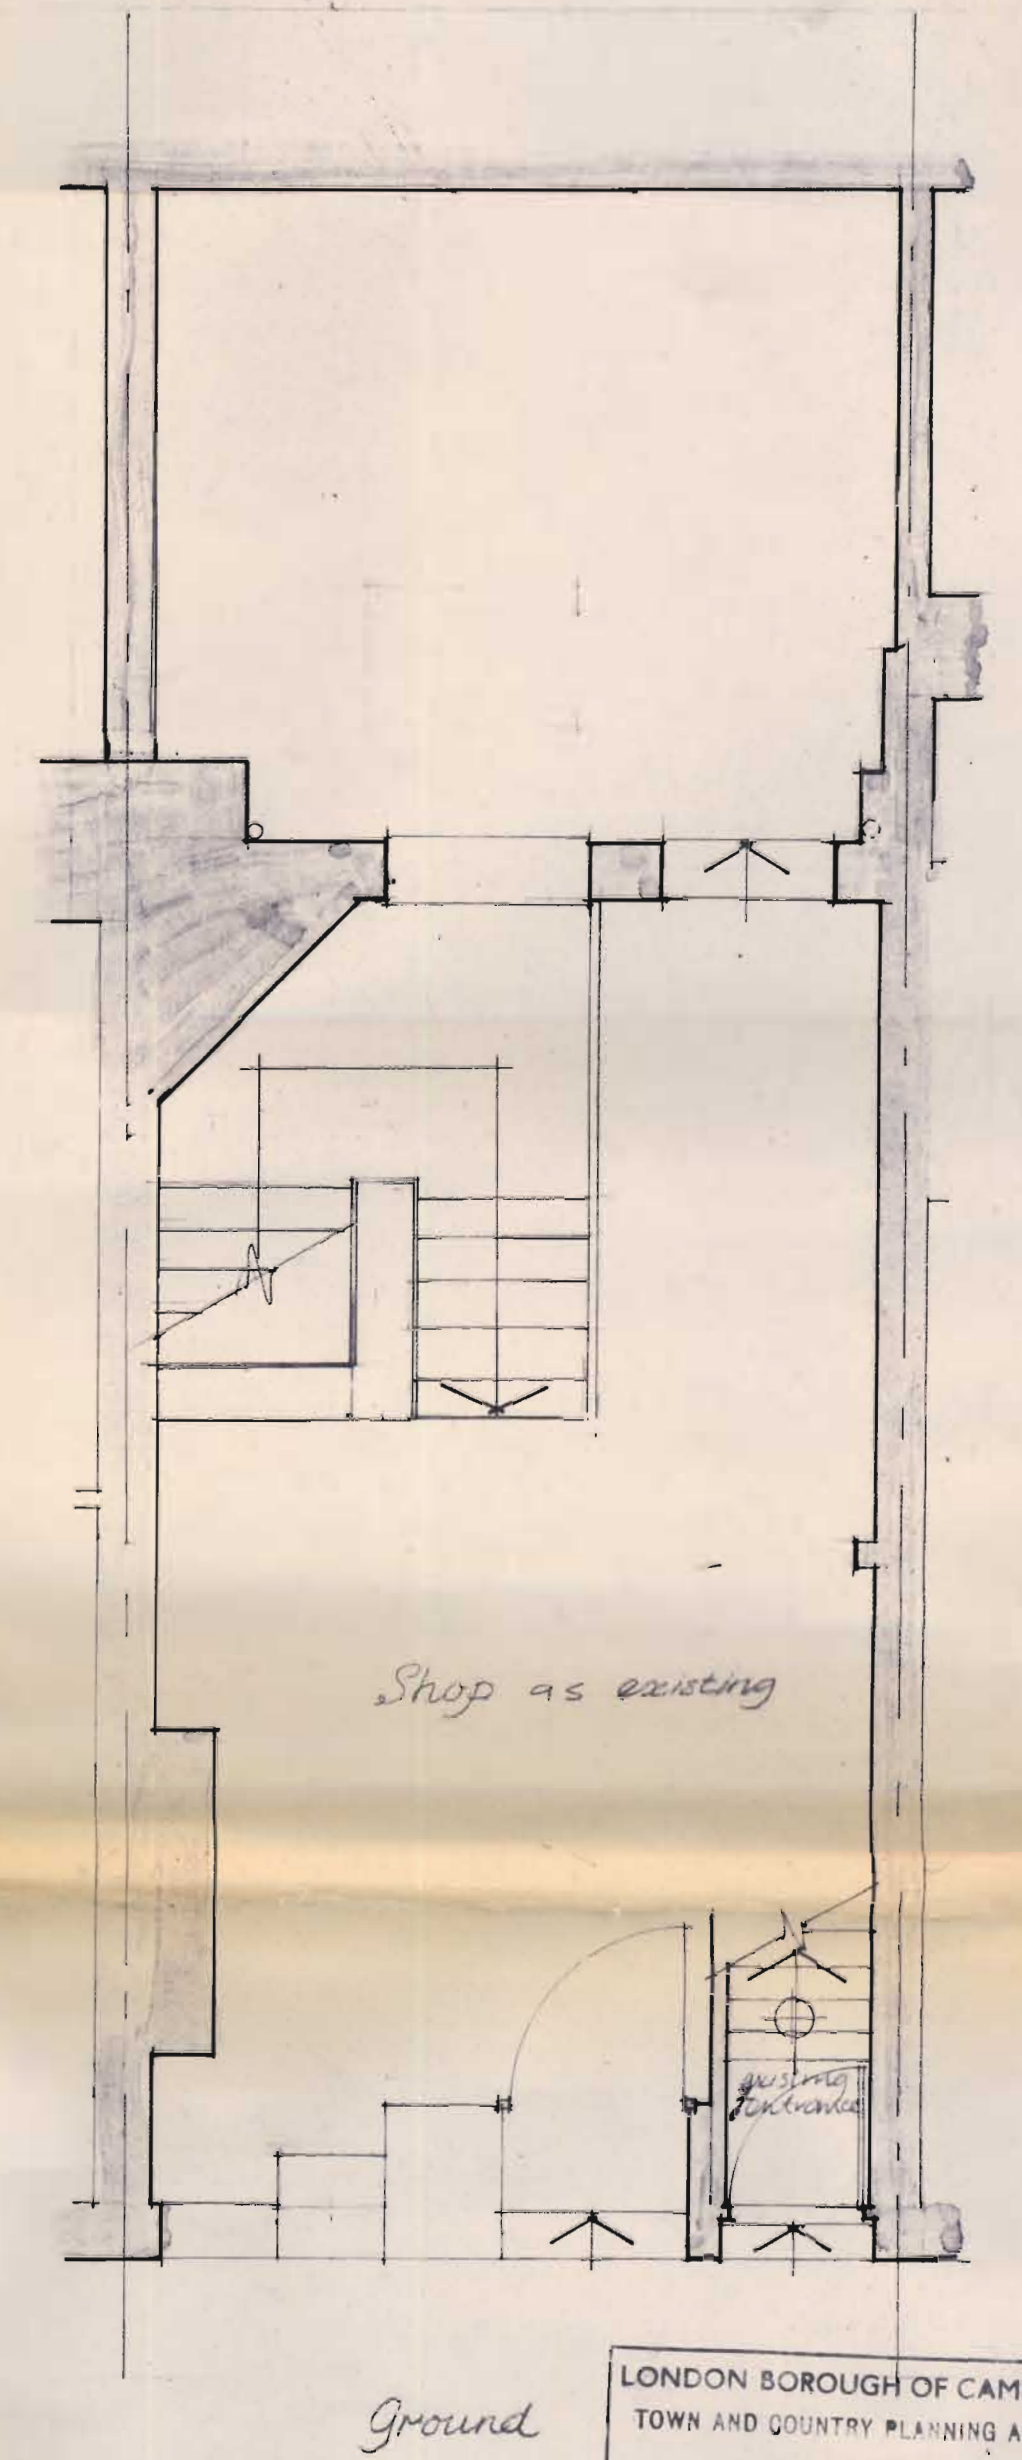 Shop as existing
existing
entrance
Ground
LONDON BOROUGH OF CAM
TOWN AND COUNTRY PLANNING A